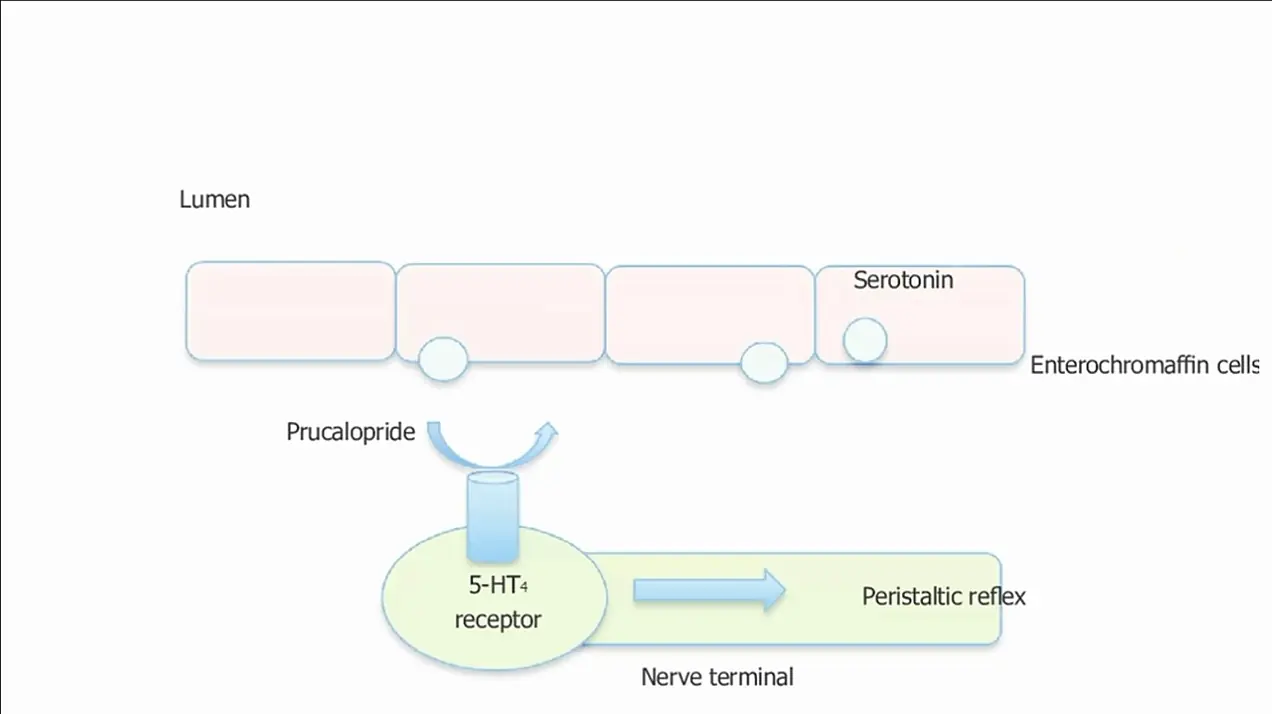 Lumen
Serotonin
Enterochromaffin cells
Prucalopride
5-HT₄
receptor
Peristaltic reflex
Nerve terminal